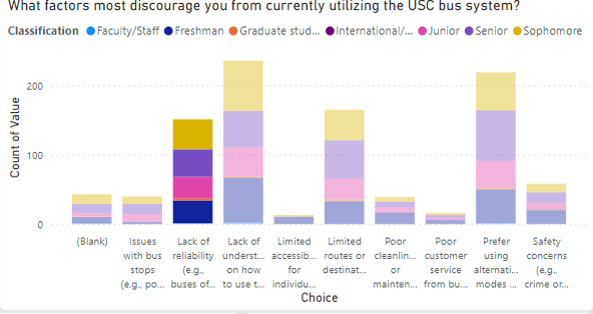 What factors most discourage you from currently utilizing the USC bus system?
Classification Faculty/Staff Freshman Graduate stud... International/... Junior Senior Sophomore
Count of Value
200
100
0
(Blank)
Issues
with bus
stops
(e.g., po...
Lack of
reliability
(e.g.,
buses of...
Lack of
underst...
on how
to use t...
Limited
accessib...
for
individu...
Limited
routes or
destinat...
Poor
cleanlin...
or
mainten...
Poor
customer
service
from bu...
Prefer
using
alternati...
modes ...
Safety
concerns
(e.g.,
crime or...
Choice